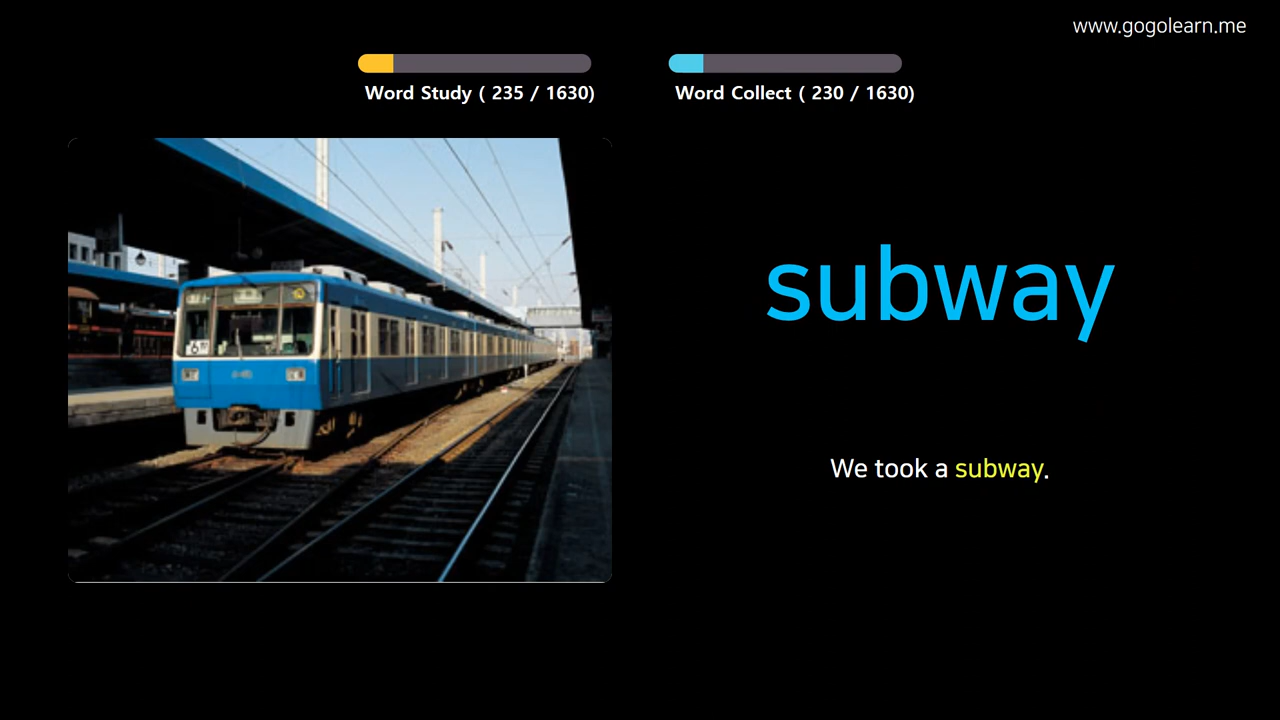 www.gogolearn.me
Word Study ( 235 / 1630)
Word Collect ( 230 / 1630)
subway
We took a subway.